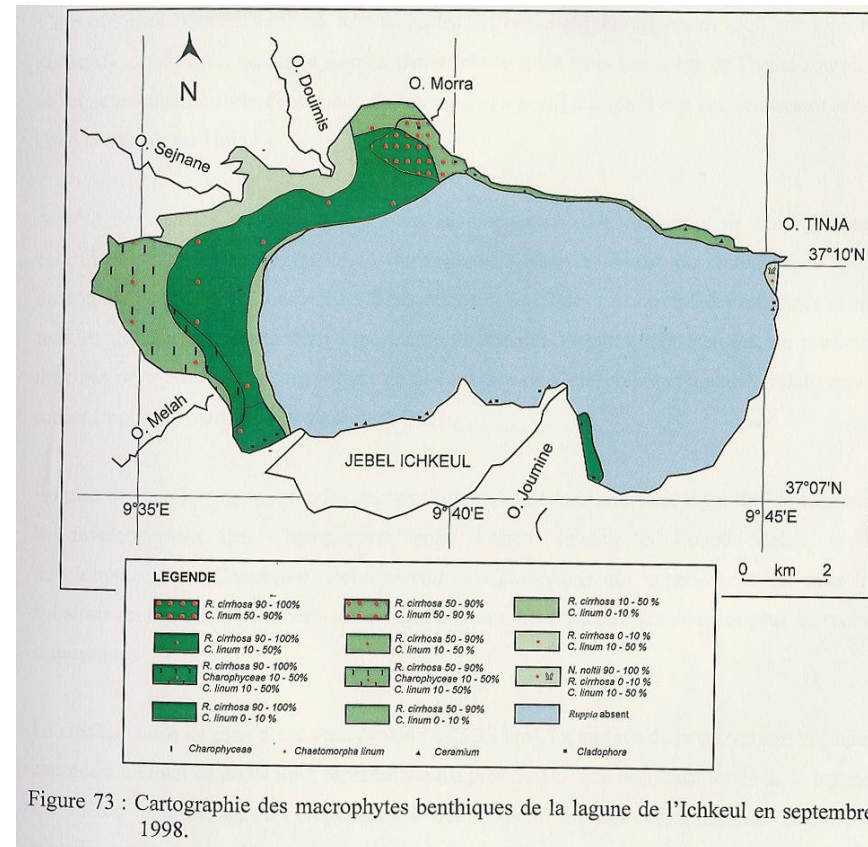 N
O. Douimis
O. Morra
O. Sejnane
O. TINJA
37°10'N
O. Melah
JEBEL ICHKEUL
O. Joumine
37°07'N
9°35'E
9°40'E
9°45'E
0 km 2
LEGENDE
R. cirrhosa 90 - 100%
C. linum 50 - 90%
R. cirrhosa 90 - 100%
C. linum 10 - 50%
R. cirrhosa 90 - 100%
Charophyceae 10 - 50%
C. linum 10 - 50%
R. cirrhosa 90 - 100%
C. linum 0 - 10 %
R. cirrhosa 50 - 90%
C. linum 50 - 90%
R. cirrhosa 50 - 90%
C. linum 10 - 50 %
R. cirrhosa 50 - 90%
Charophyceae 10 - 50%
C. linum 10 - 50%
R. cirrhosa 50 - 90%
C. linum 0 - 10 %
R. cirrhosa 10 - 50 %
C. linum 0 -10 %
R. cirrhosa 0 -10 %
C. linum 10 - 50 %
N. noltii 90 - 100 %
R. cirrhosa 0 -10 %
C. linum 10 - 50 %
Ruppia absent
Charophyceae
Chaetomorpha linum
Ceramium
Cladophora
Figure 73 : Cartographie des macrophytes benthiques de la lagune de l'Ichkeul en septembre
1998.